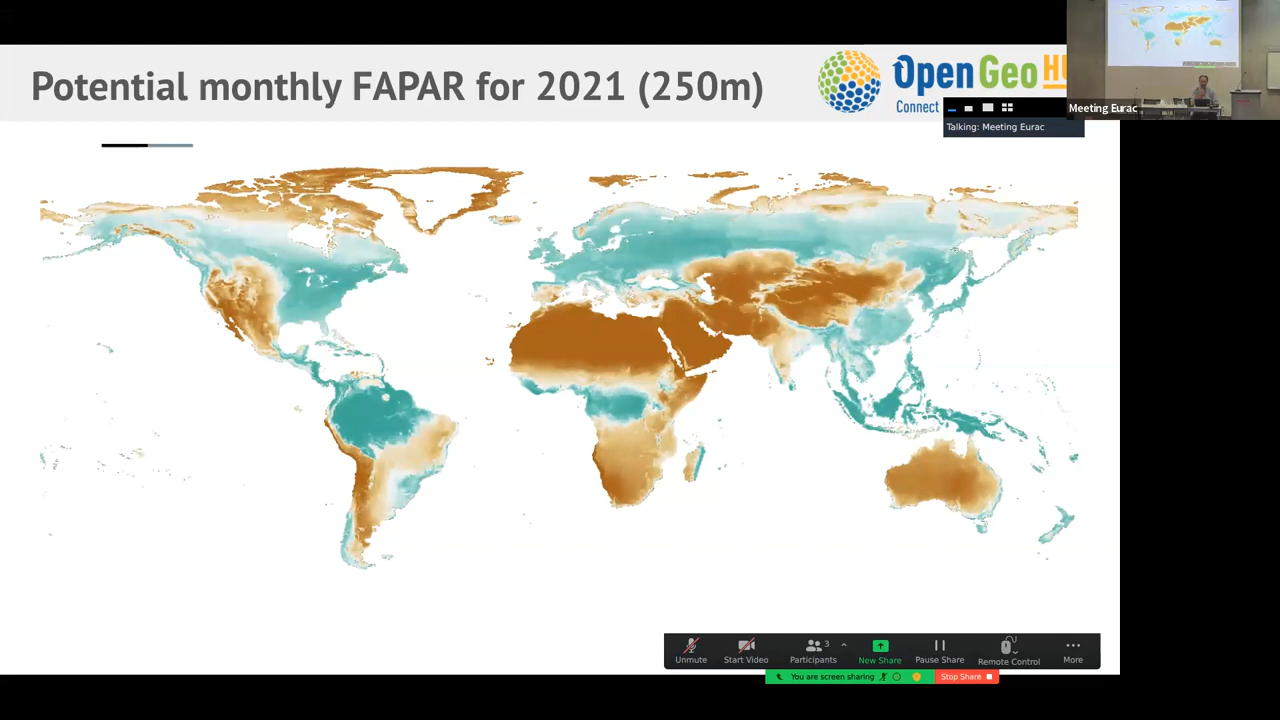 Potential monthly FAPAR for 2021 (250m)
Open Geo HU
Connect
Talking: Meeting Eurac
Meeting Eurac
Unmute
Start Video
Participants
3
New Share
Pause Share
Remote Control
More
You are screen sharing
Stop Share